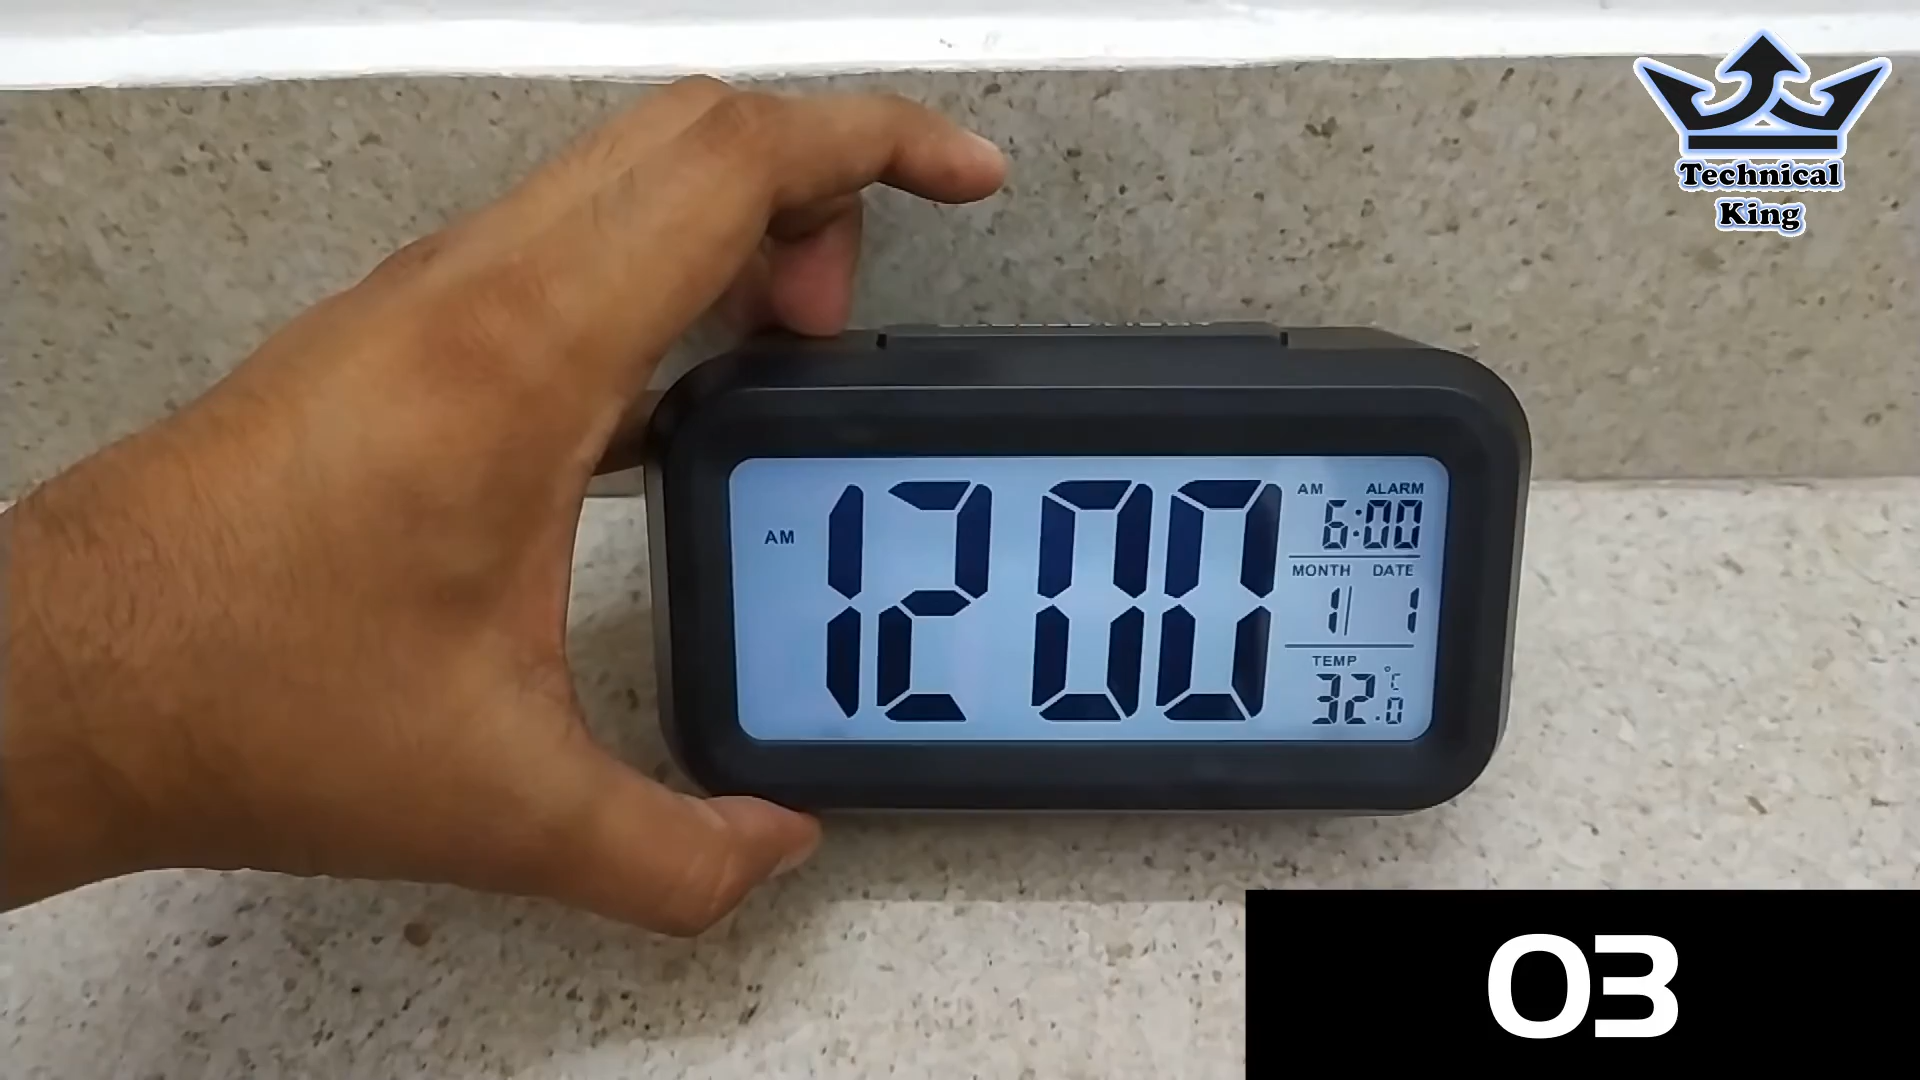 Technical
King
AM
12 00
AM ALARM
6:00
MONTH DATE
1/ 1
TEMP
32.0 °C
03